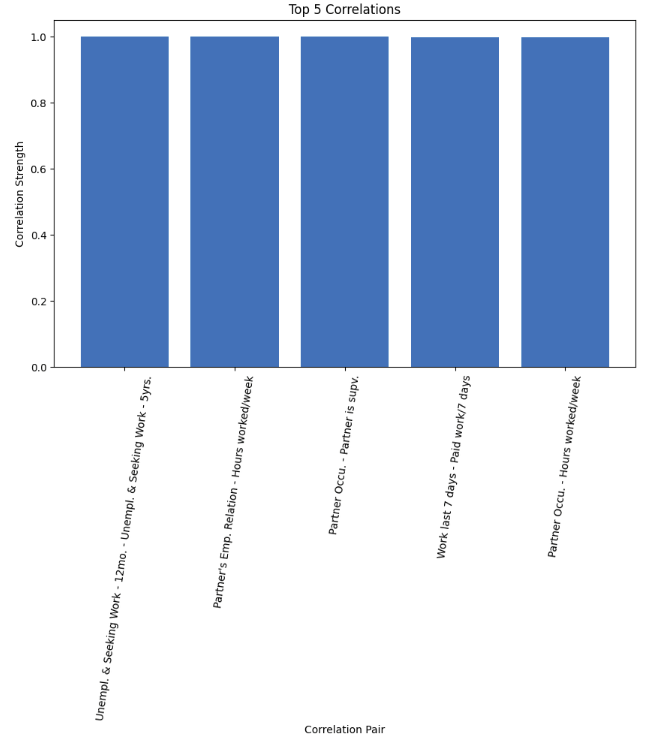 Top 5 Correlations
Correlation Strength
1.0
0.8
0.6
0.4
0.2
0.0
Unempl. & Seeking Work - 12mo. - Unempl. & Seeking Work - 5yrs.
Partner's Emp. Relation - Hours worked/week
Partner Occu. - Partner is supv.
Work last 7 days - Paid work/7 days
Partner Occu. - Hours worked/week
Correlation Pair